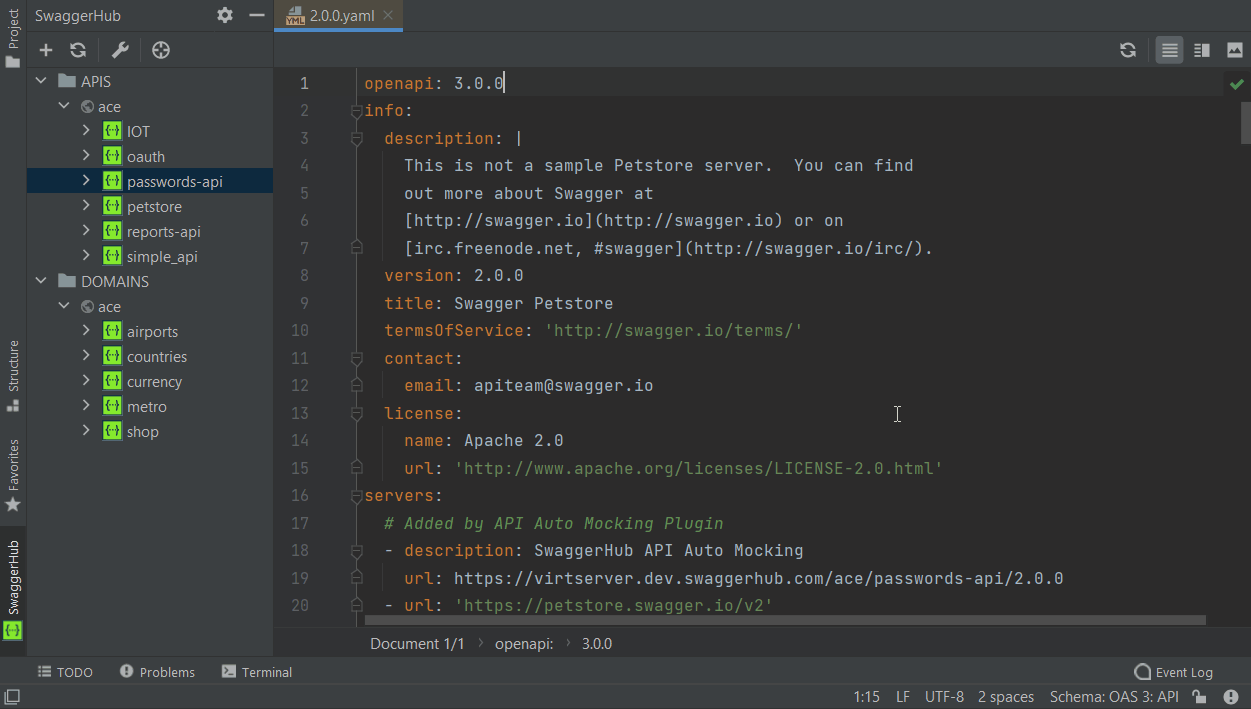 Project
SwaggerHub
2.0.0.yaml
APIS
ace
IOT
oauth
passwords-api
petstore
reports-api
simple_api
DOMAINS
ace
airports
countries
currency
metro
shop
Structure
Favorites
SwaggerHub
1 openapi: 3.0.0
2 info:
3 description: |
4 This is not a sample Petstore server.  You can find
5 out more about Swagger at
6 [http://swagger.io](http://swagger.io) or on
7 [irc.freenode.net, #swagger](http://swagger.io/irc/).
8 version: 2.0.0
9 title: Swagger Petstore
10 termsOfService: 'http://swagger.io/terms/'
11 contact:
12 email: apiteam@swagger.io
13 license:
14 name: Apache 2.0
15 url: 'http://www.apache.org/licenses/LICENSE-2.0.html'
16 servers:
17 # Added by API Auto Mocking Plugin
18 - description: SwaggerHub API Auto Mocking
19 url: https://virtserver.dev.swaggerhub.com/ace/passwords-api/2.0.0
20 - url: 'https://petstore.swagger.io/v2'
Document 1/1 › openapi: › 3.0.0
TODO Problems Terminal Event Log
1:15 LF UTF-8 2 spaces Schema: OAS 3: API